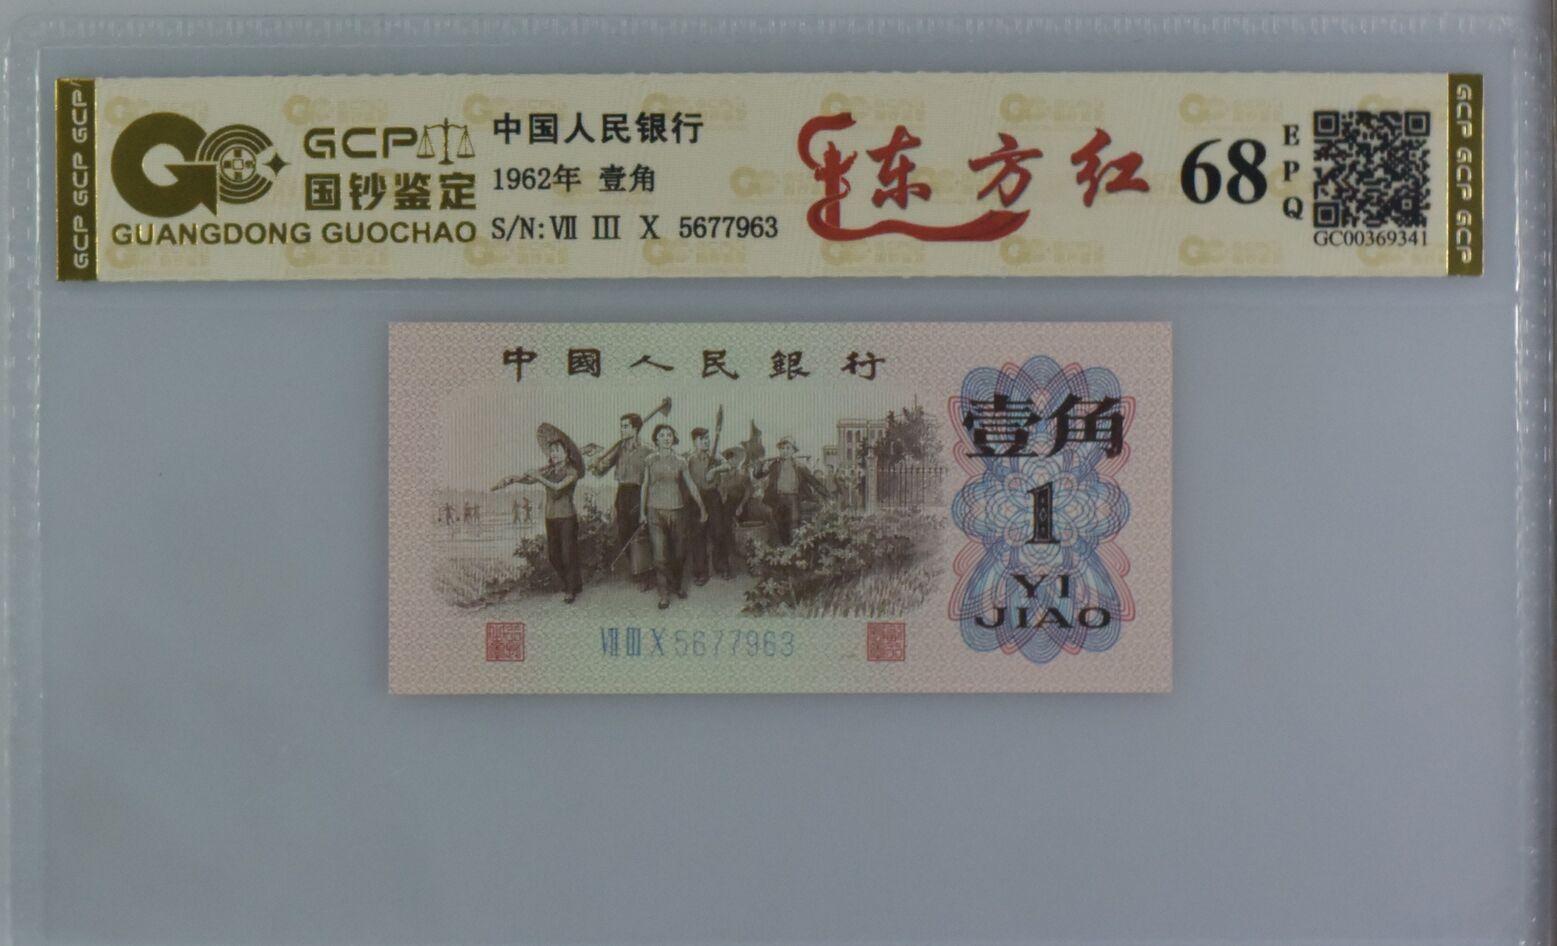 GCP GCP GCP
GCP
国钞鉴定
GUANGDONG GUOCHAO
中国人民银行
1962年 壹角
S/N: Ⅶ Ⅲ Ⅹ 5677963
东方红
68
EPQ
GC00369341
GCP GCP GCP
中國人民銀行
壹角
1
YI
JIAO
Ⅶ Ⅲ Ⅹ 5677963